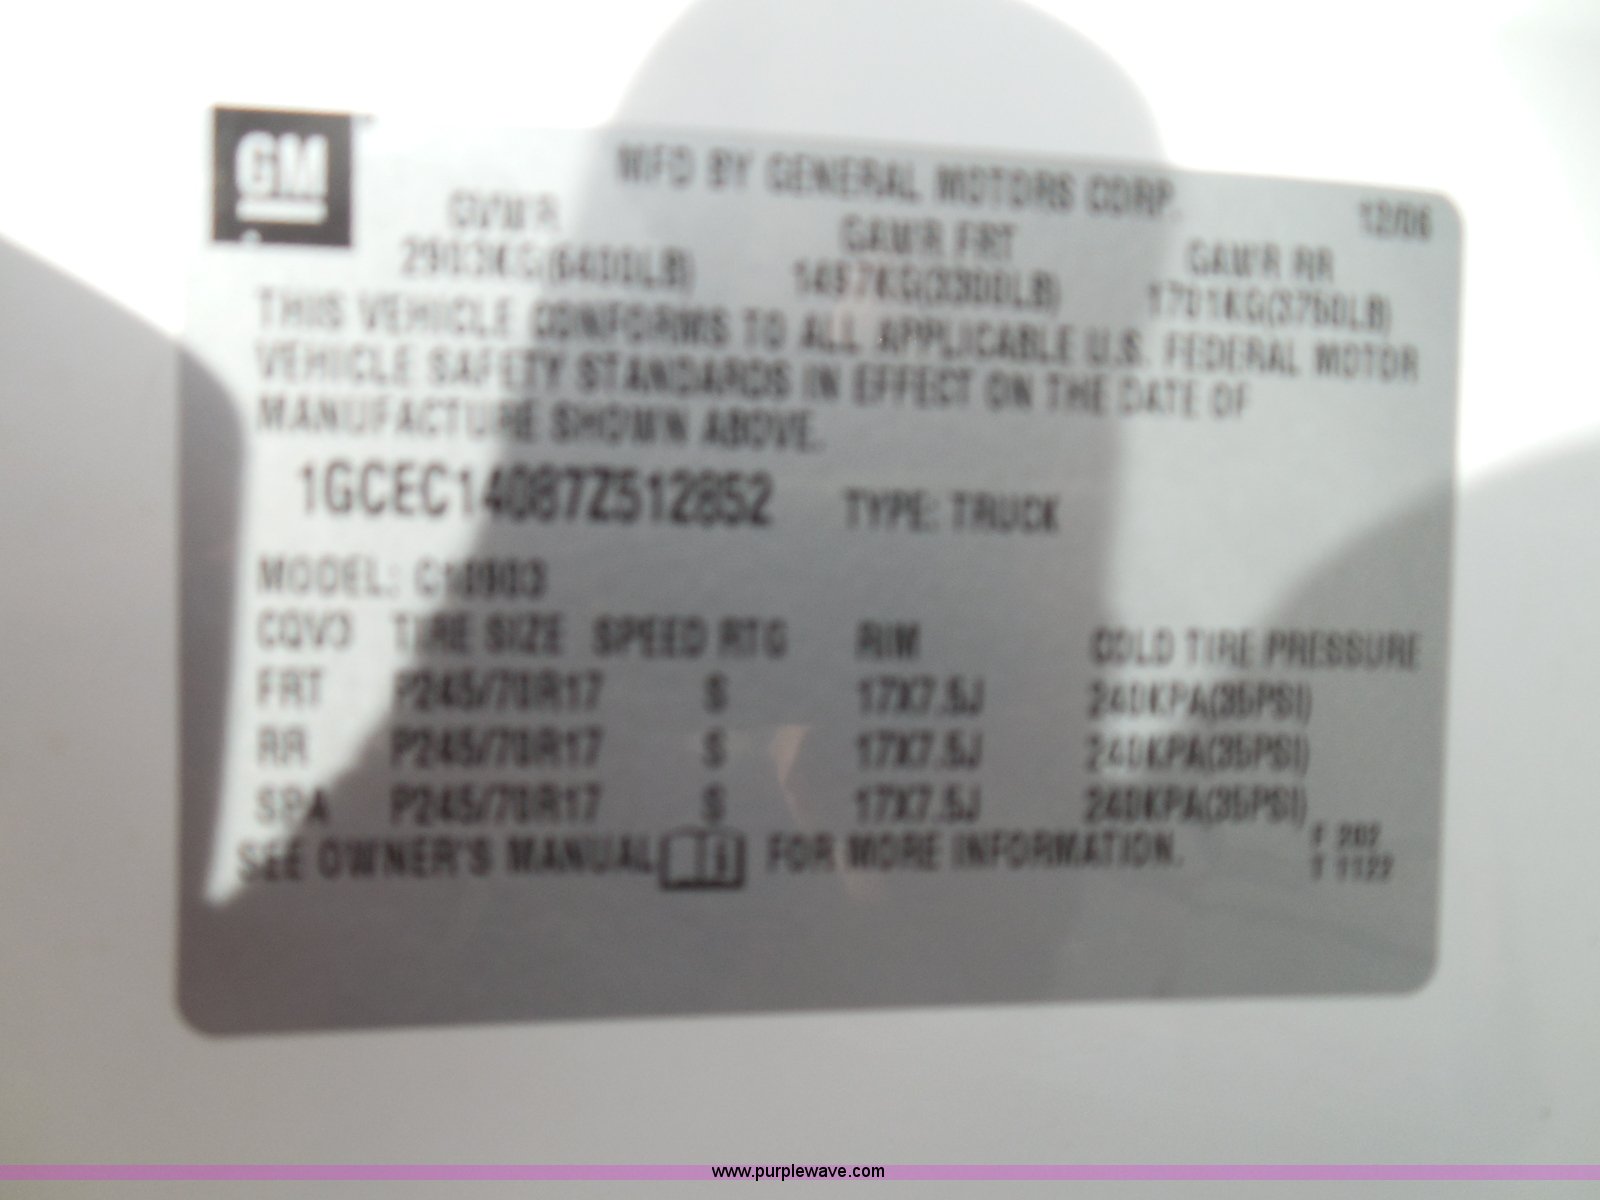 GM
MFD BY GENERAL MOTORS CORP.
12/06
GVWR GAWR FRT GAWR RR
2903KG(6400LB) 1497KG(3300LB) 1701KG(3750LB)
THIS VEHICLE CONFORMS TO ALL APPLICABLE U.S. FEDERAL MOTOR
VEHICLE SAFETY STANDARDS IN EFFECT ON THE DATE OF
MANUFACTURE SHOWN ABOVE.
1GCEC14087Z512852 TYPE: TRUCK
MODEL: C10903
CQV3 TIRE SIZE SPEED RTG RIM COLD TIRE PRESSURE
FRT P245/70R17 S 17X7.5J 240KPA(35PSI)
RR P245/70R17 S 17X7.5J 240KPA(35PSI)
SPA P245/70R17 S 17X7.5J 240KPA(35PSI)
SEE OWNER'S MANUAL FOR MORE INFORMATION.
F 202
T 1122
www.purplewave.com